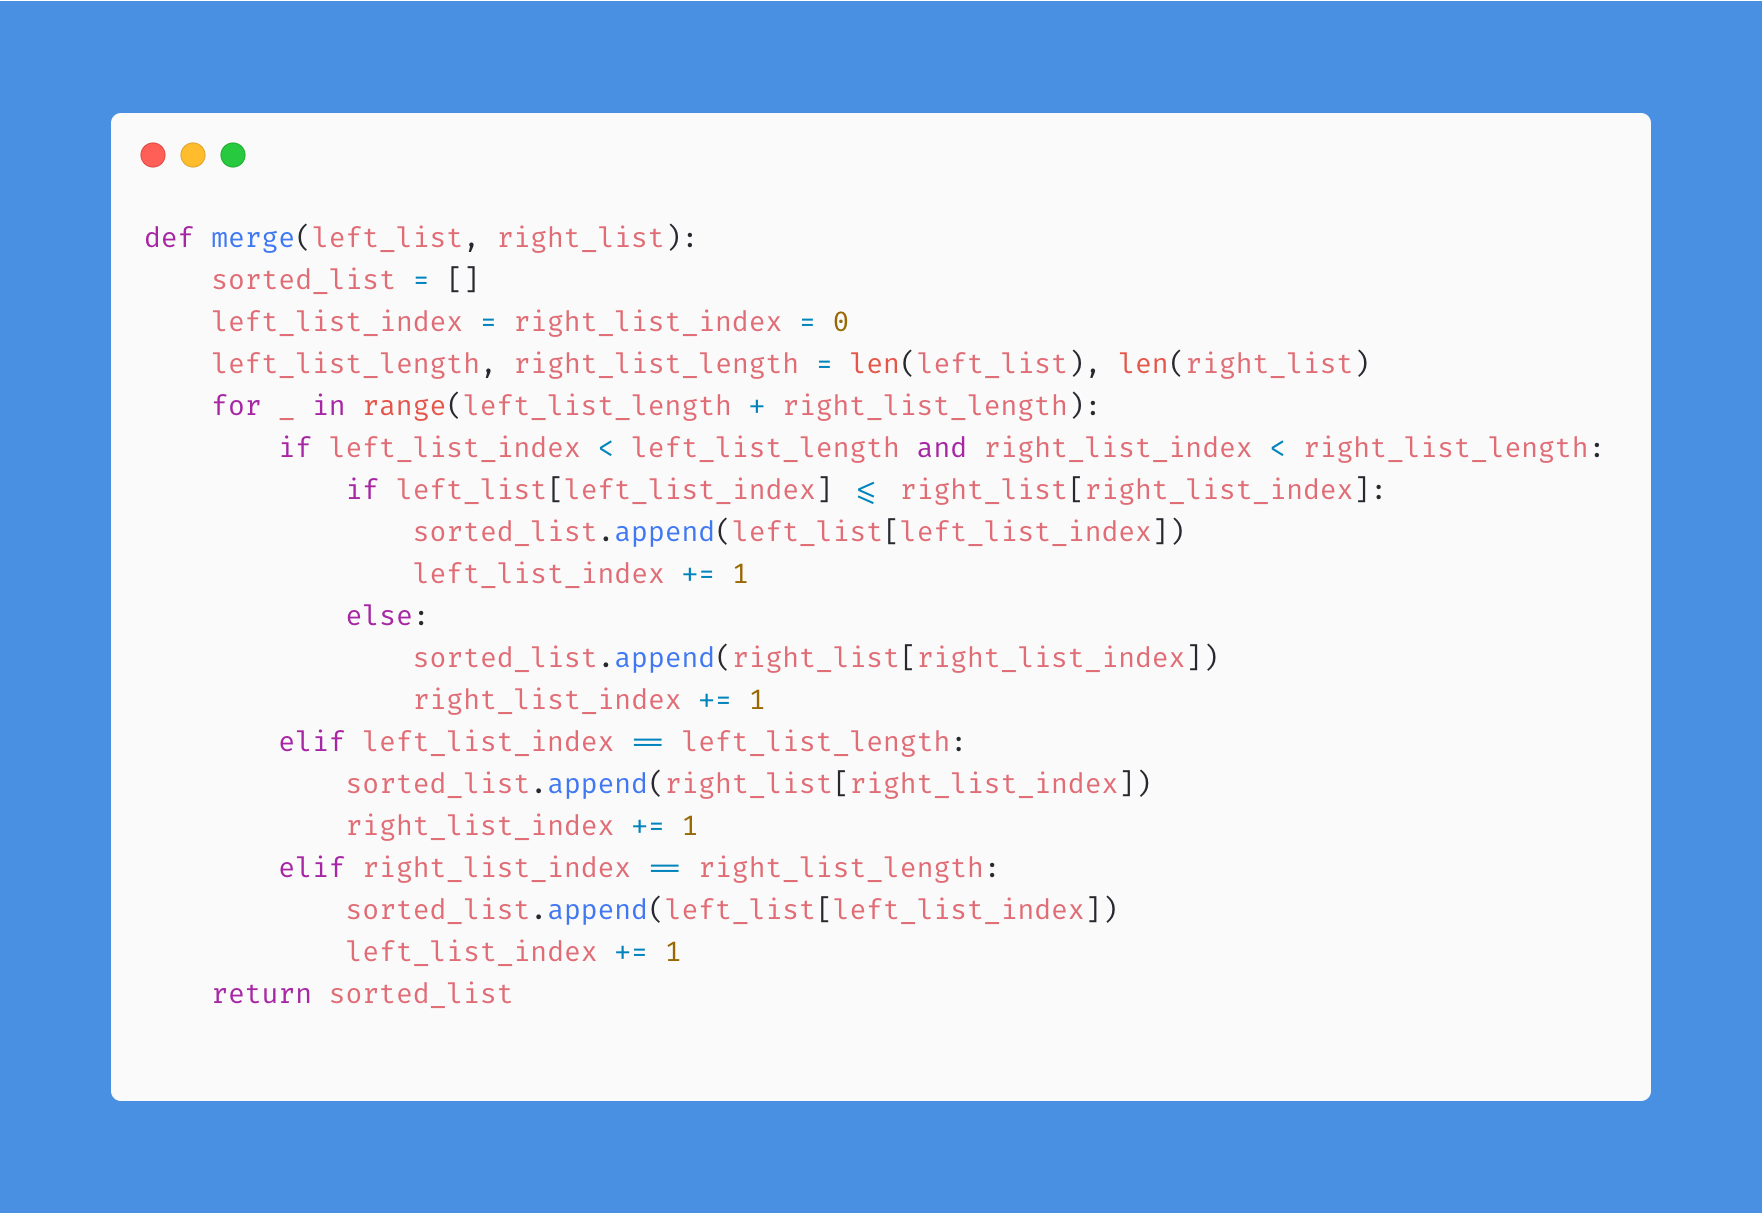 def merge(left_list, right_list):
    sorted_list = []
    left_list_index = right_list_index = 0
    left_list_length, right_list_length = len(left_list), len(right_list)
    for _ in range(left_list_length + right_list_length):
        if left_list_index < left_list_length and right_list_index < right_list_length:
            if left_list[left_list_index] <= right_list[right_list_index]:
                sorted_list.append(left_list[left_list_index])
                left_list_index += 1
            else:
                sorted_list.append(right_list[right_list_index])
                right_list_index += 1
        elif left_list_index == left_list_length:
            sorted_list.append(right_list[right_list_index])
            right_list_index += 1
        elif right_list_index == right_list_length:
            sorted_list.append(left_list[left_list_index])
            left_list_index += 1
    return sorted_list